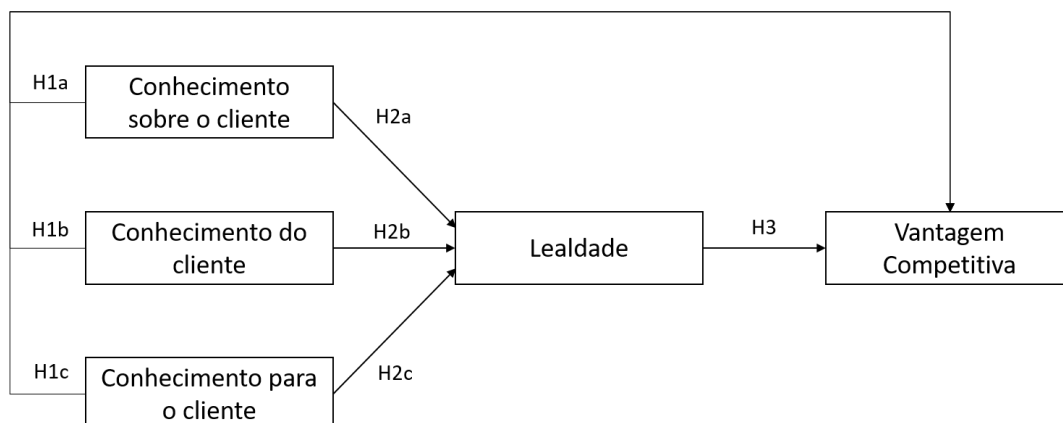 H1a
Conhecimento
sobre o cliente
H2a
H1b
Conhecimento do
cliente
H2b
Lealdade
H3
Vantagem
Competitiva
H1c
Conhecimento para
o cliente
H2c